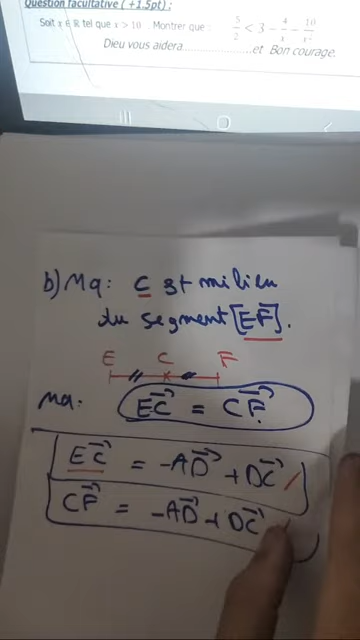 Question facultative ( +1.5pt) :
Soit x ∈ ℝ tel que x > 10 . Montrer que : 5/2 < 3 - 4/x - 10/x²
Dieu vous aidera......................et Bon courage.
b) Mq: C est milieu
du segment [EF].
E C F
Mq: EC⃗ = CF⃗
EC⃗ = -AD⃗ + DC⃗
CF⃗ = -AD⃗ + DC⃗